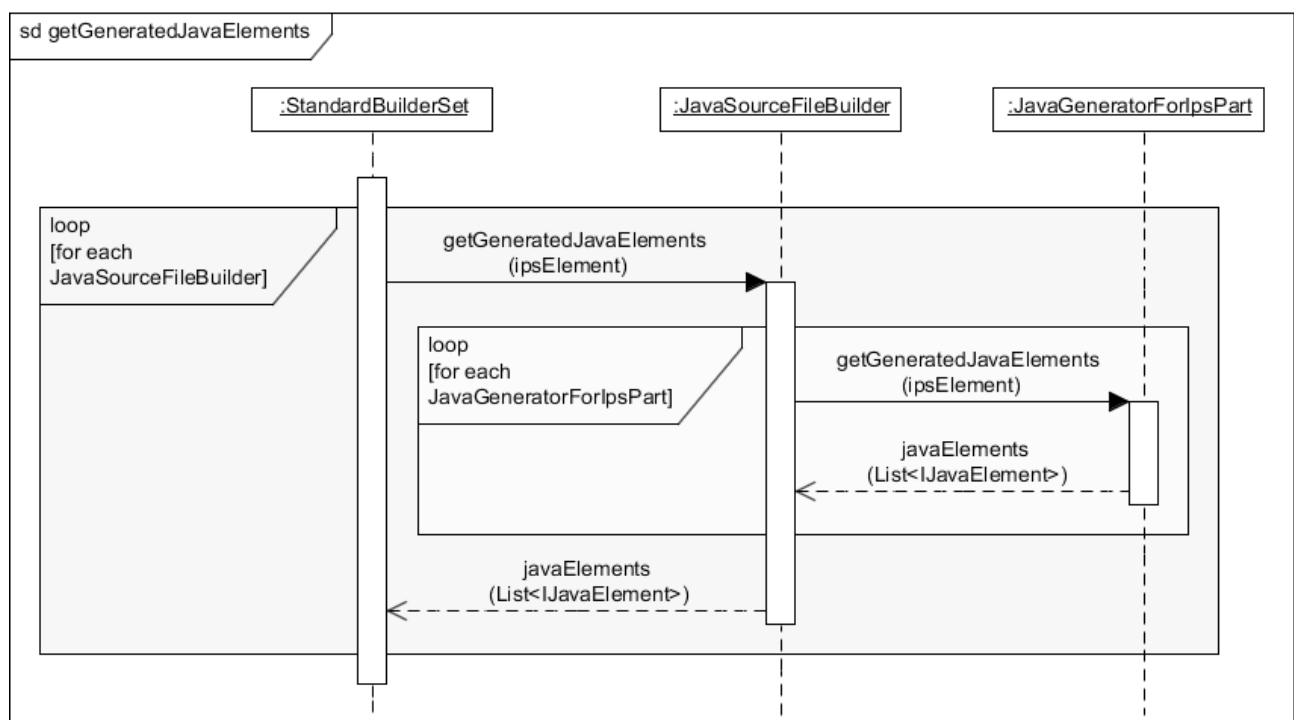 sd getGeneratedJavaElements
:StandardBuilderSet
:JavaSourceFileBuilder
:JavaGeneratorForIpsPart
loop
[for each
JavaSourceFileBuilder]
getGeneratedJavaElements
(ipsElement)
loop
[for each
JavaGeneratorForIpsPart]
getGeneratedJavaElements
(ipsElement)
javaElements
(List<IJavaElement>)
javaElements
(List<IJavaElement>)